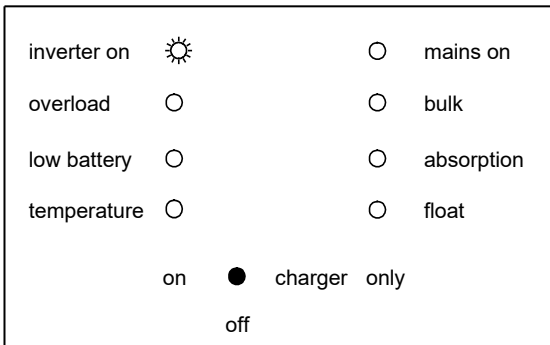 inverter on mains on
overload bulk
low battery absorption
temperature float
on charger only
off